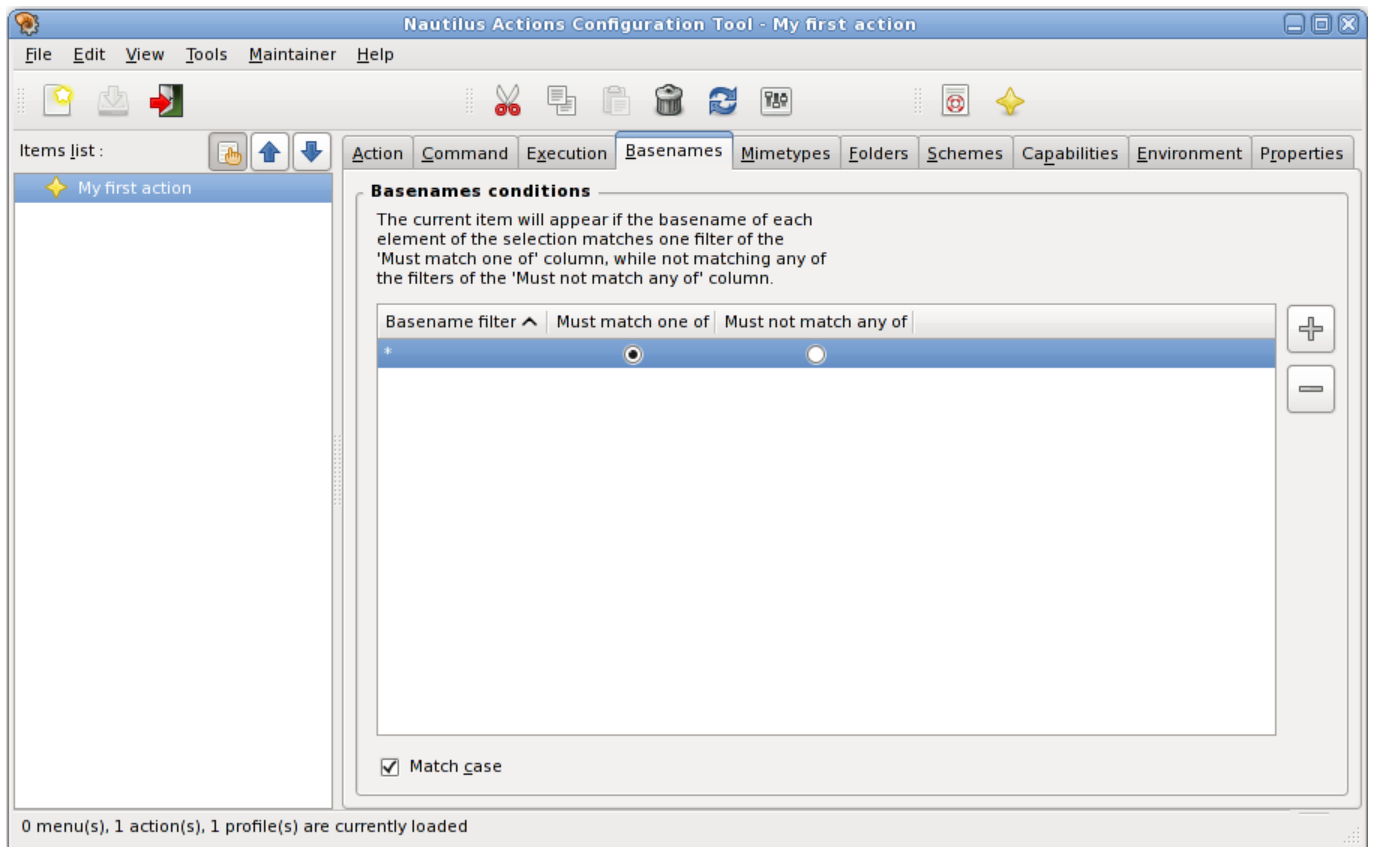 Nautilus Actions Configuration Tool - My first action
File Edit View Tools Maintainer Help
Items list :
Action Command Execution Basenames Mimetypes Folders Schemes Capabilities Environment Properties
My first action
Basenames conditions
The current item will appear if the basename of each
element of the selection matches one filter of the
'Must match one of' column, while not matching any of
the filters of the 'Must not match any of' column.
Basename filter Must match one of Must not match any of
*
Match case
0 menu(s), 1 action(s), 1 profile(s) are currently loaded